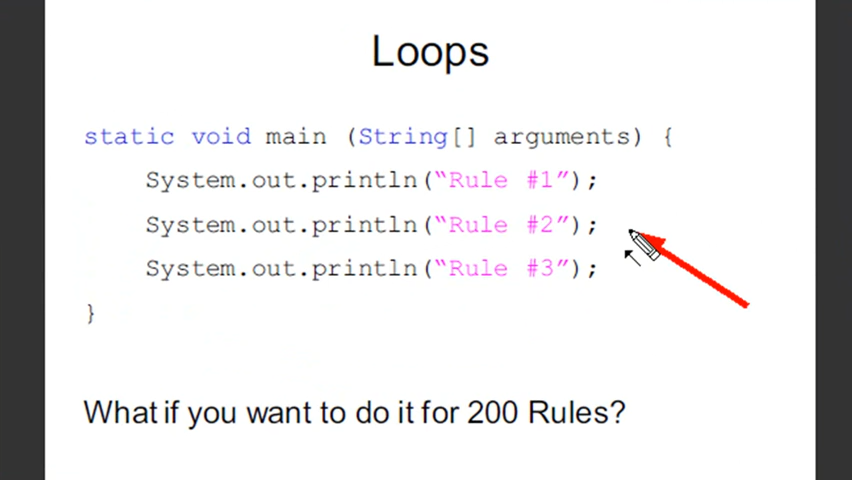 Loops
static void main (String[] arguments) {
System.out.println(“Rule #1”);
System.out.println(“Rule #2”);
System.out.println(“Rule #3”);
}
What if you want to do it for 200 Rules?